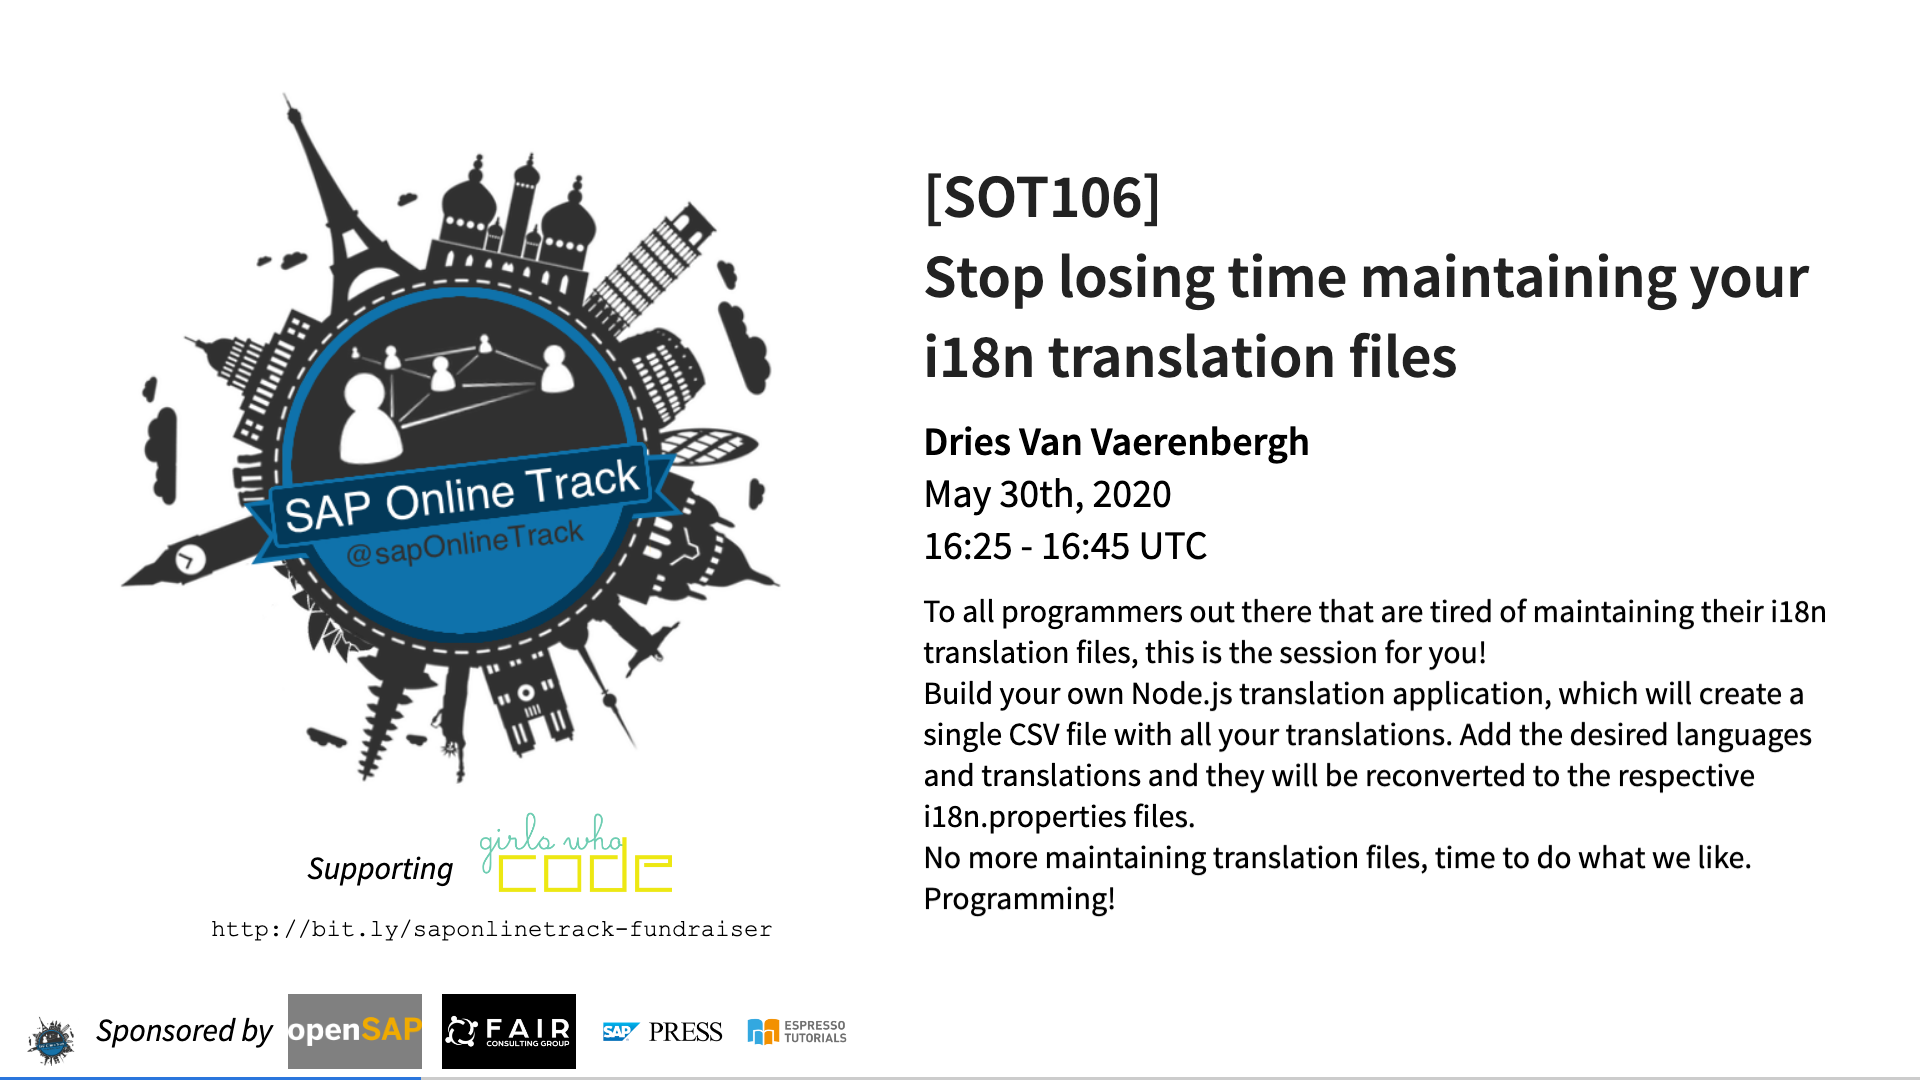 SAP Online Track
@sapOnlineTrack
Supporting
girls who
code
http://bit.ly/saponlinetrack-fundraiser
[SOT106]
Stop losing time maintaining your
i18n translation files
Dries Van Vaerenbergh
May 30th, 2020
16:25 - 16:45 UTC
To all programmers out there that are tired of maintaining their i18n
translation files, this is the session for you!
Build your own Node.js translation application, which will create a
single CSV file with all your translations. Add the desired languages
and translations and they will be reconverted to the respective
i18n.properties files.
No more maintaining translation files, time to do what we like.
Programming!
Sponsored by
openSAP
FAIR
CONSULTING GROUP
SAP PRESS
ESPRESSO
TUTORIALS